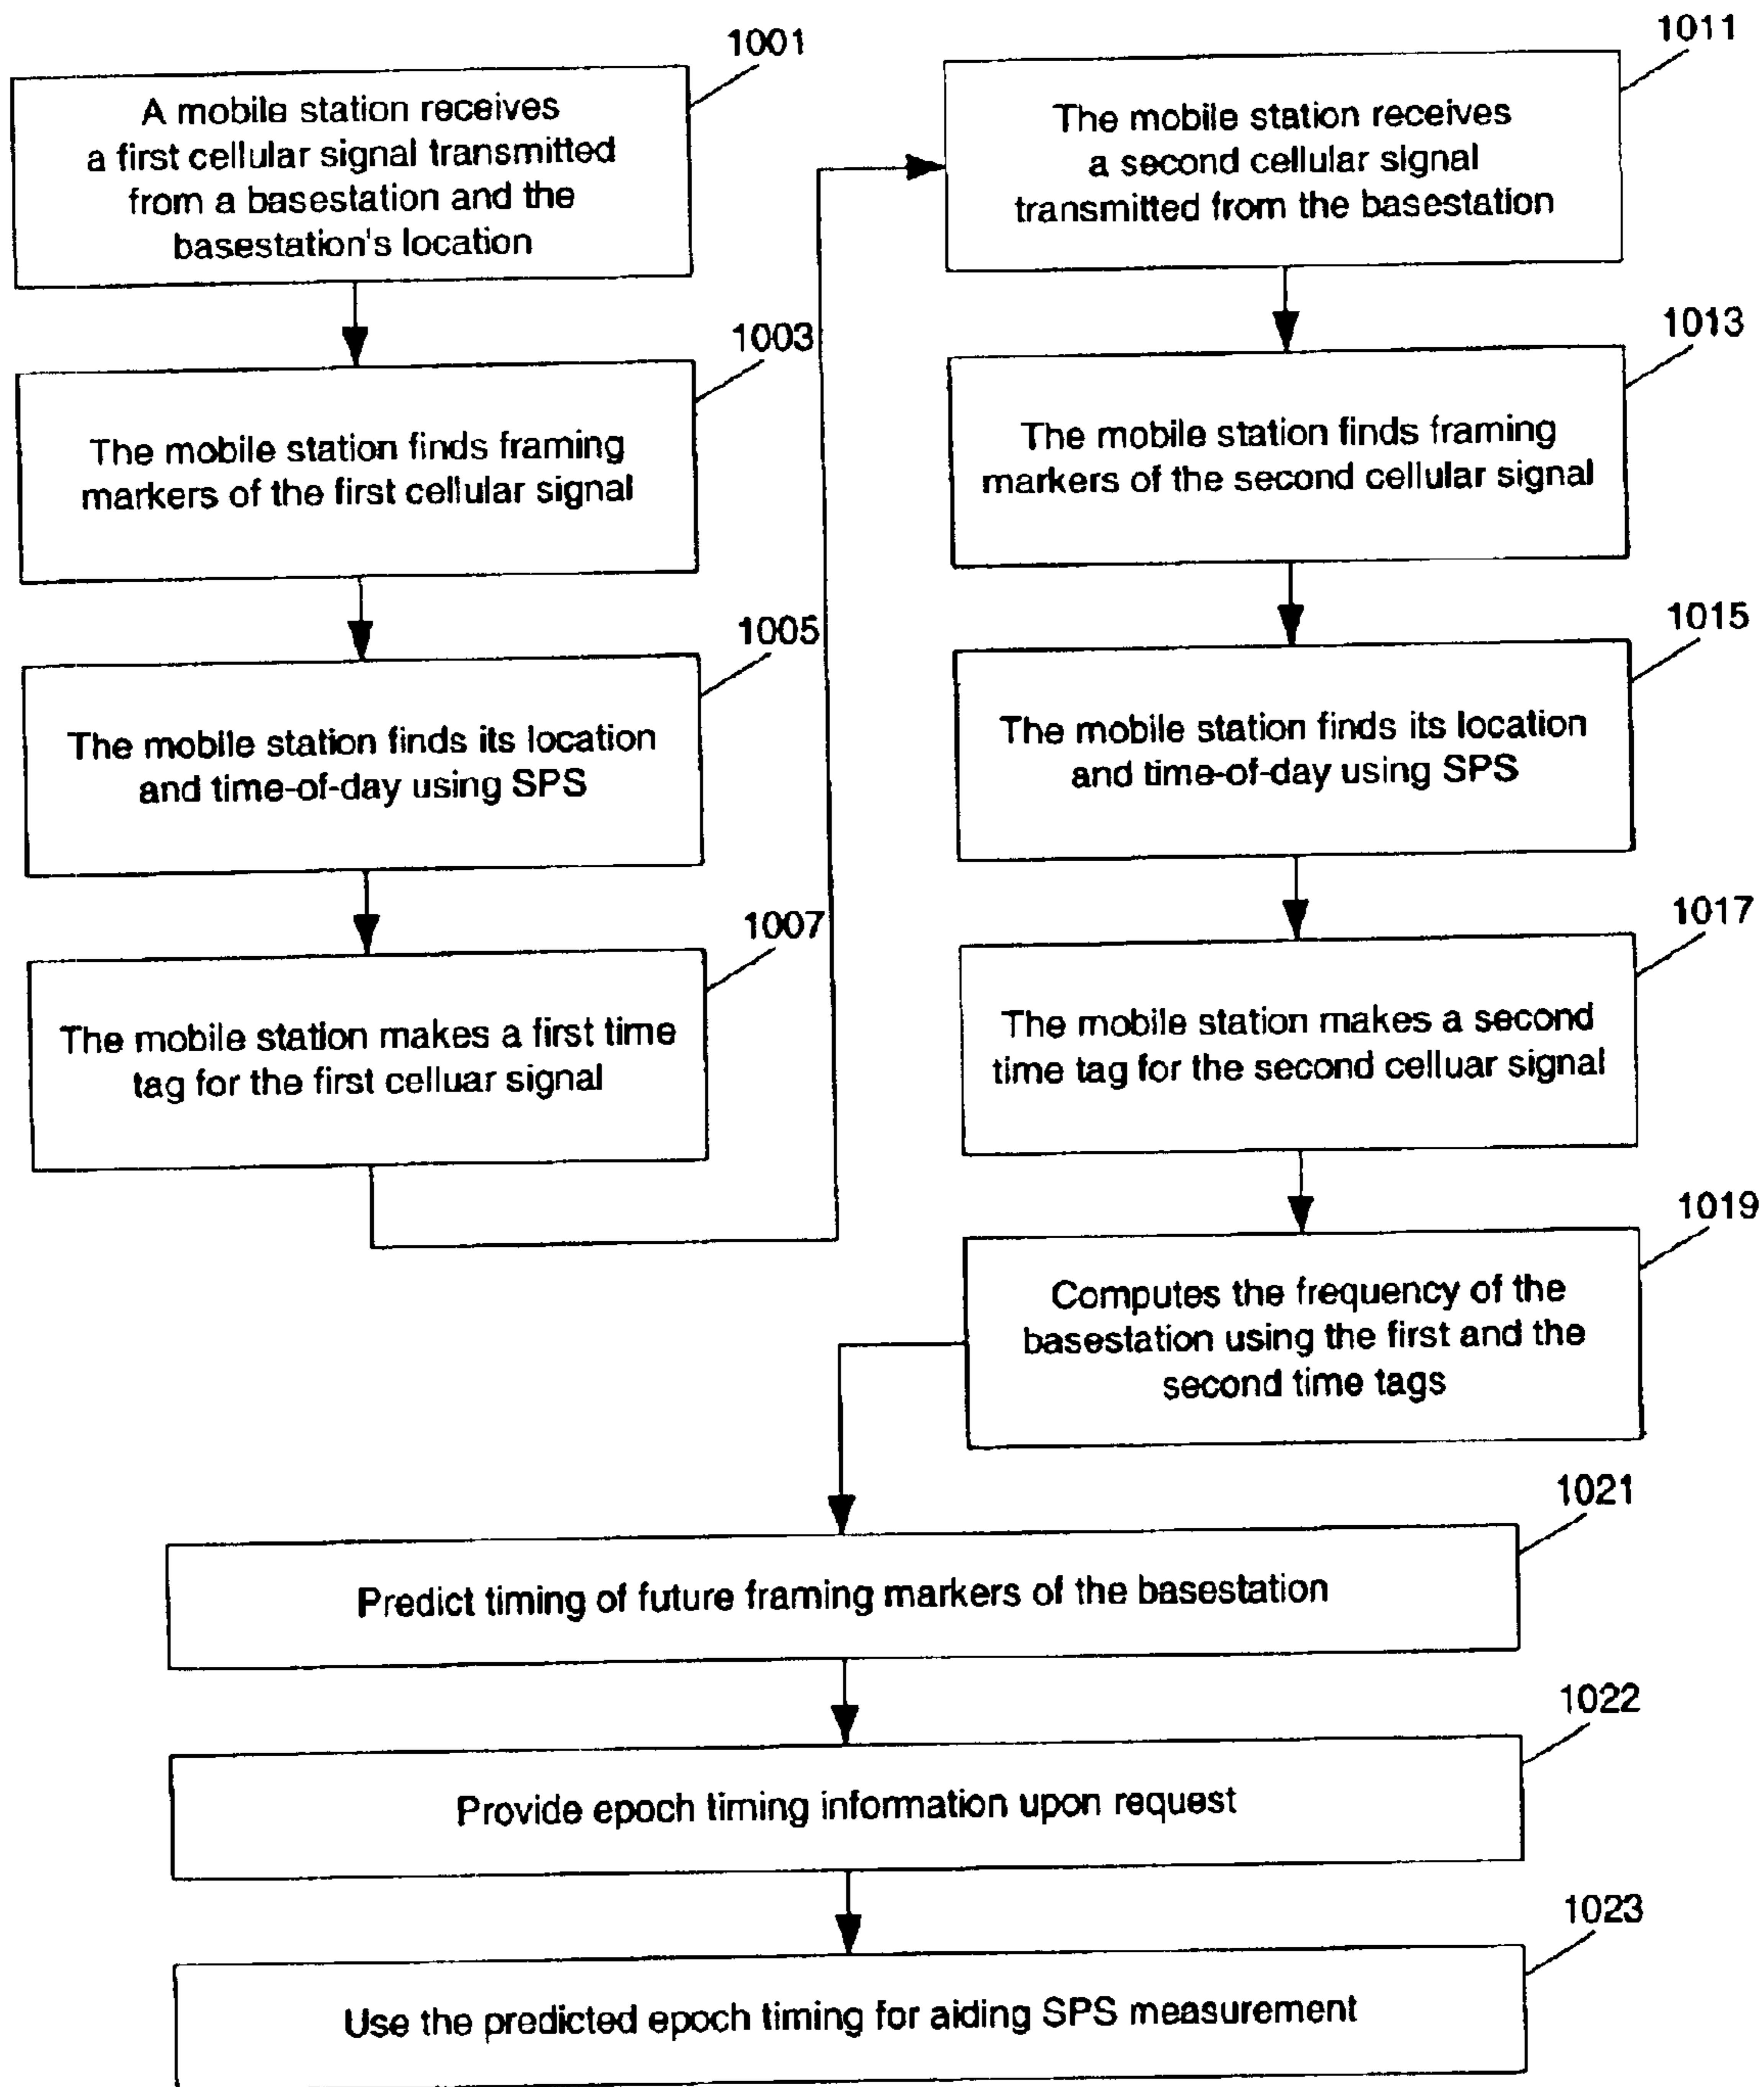 1001
A mobile station receives
a first cellular signal transmitted
from a basestation and the
basestation's location
1003
The mobile station finds framing
markers of the first cellular signal
1005
The mobile station finds its location
and time-of-day using SPS
1007
The mobile station makes a first time
tag for the first celluar signal
1011
The mobile station receives
a second cellular signal
transmitted from the basestation
1013
The mobile station finds framing
markers of the second cellular signal
1015
The mobile station finds its location
and time-of-day using SPS
1017
The mobile station makes a second
time tag for the second celluar signal
1019
Computes the frequency of the
basestation using the first and the
second time tags
1021
Predict timing of future framing markers of the basestation
1022
Provide epoch timing information upon request
1023
Use the predicted epoch timing for aiding SPS measurement